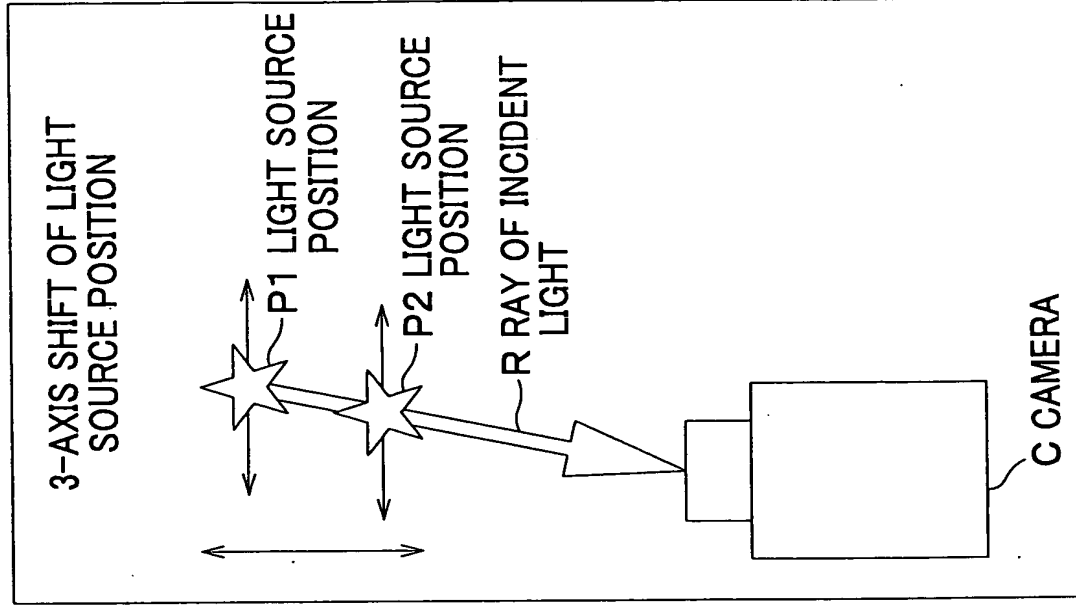 3-AXIS SHIFT OF LIGHT
SOURCE POSITION
P1 LIGHT SOURCE
POSITION
P2 LIGHT SOURCE
POSITION
R RAY OF INCIDENT
LIGHT
C CAMERA